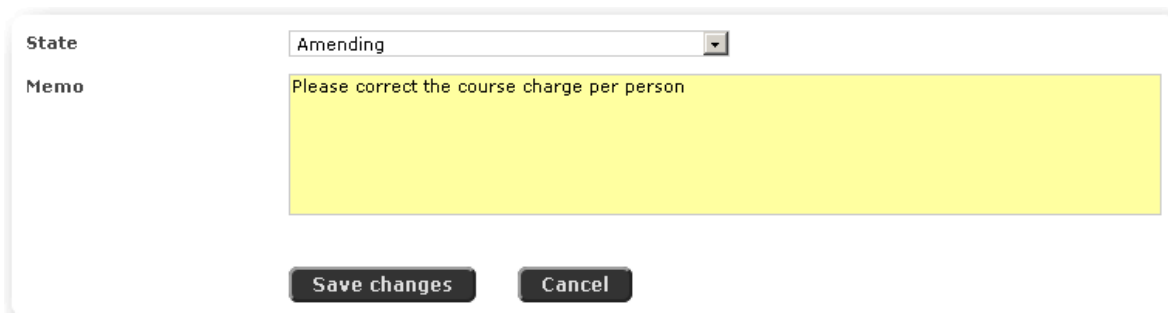 State
Amending
Memo
Please correct the course charge per person
Save changes
Cancel